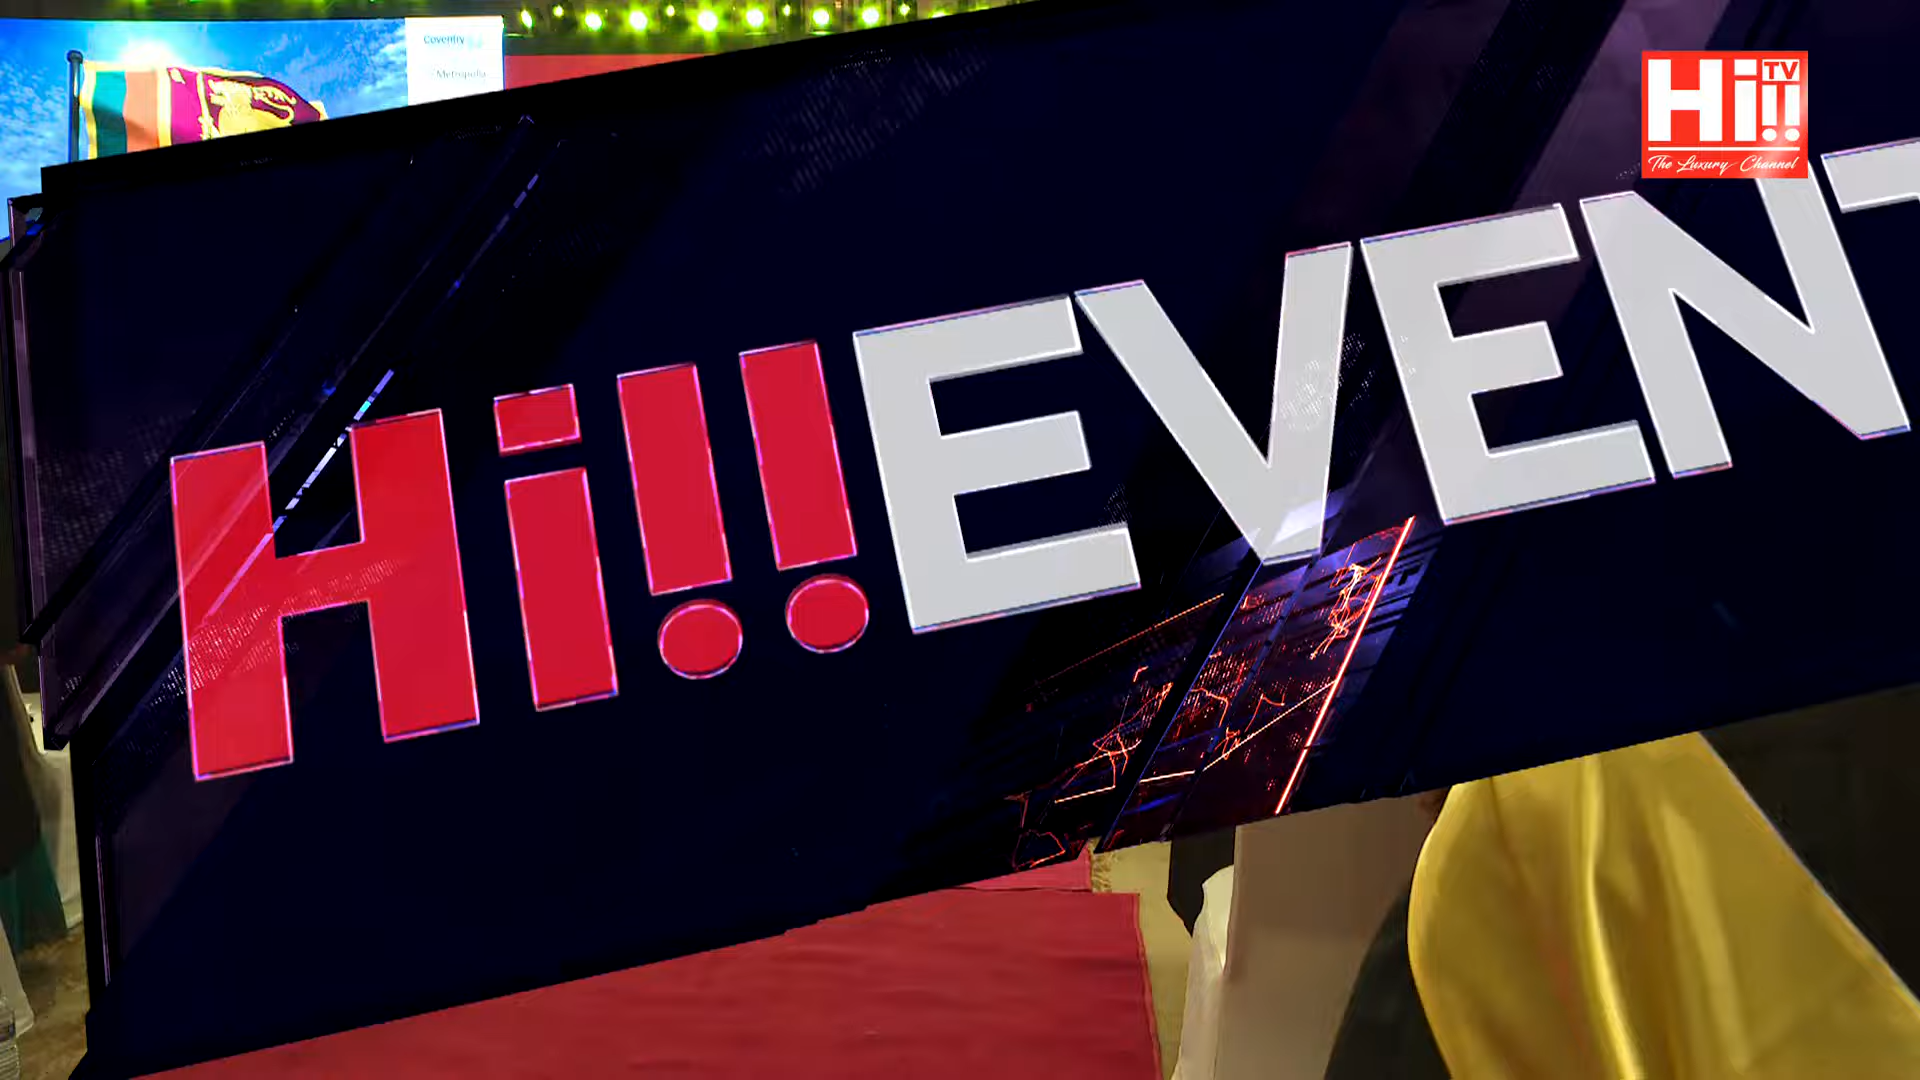 Coventry
Metropolis
Hi!! TV
The Luxury Channel
Hi!!EVENT